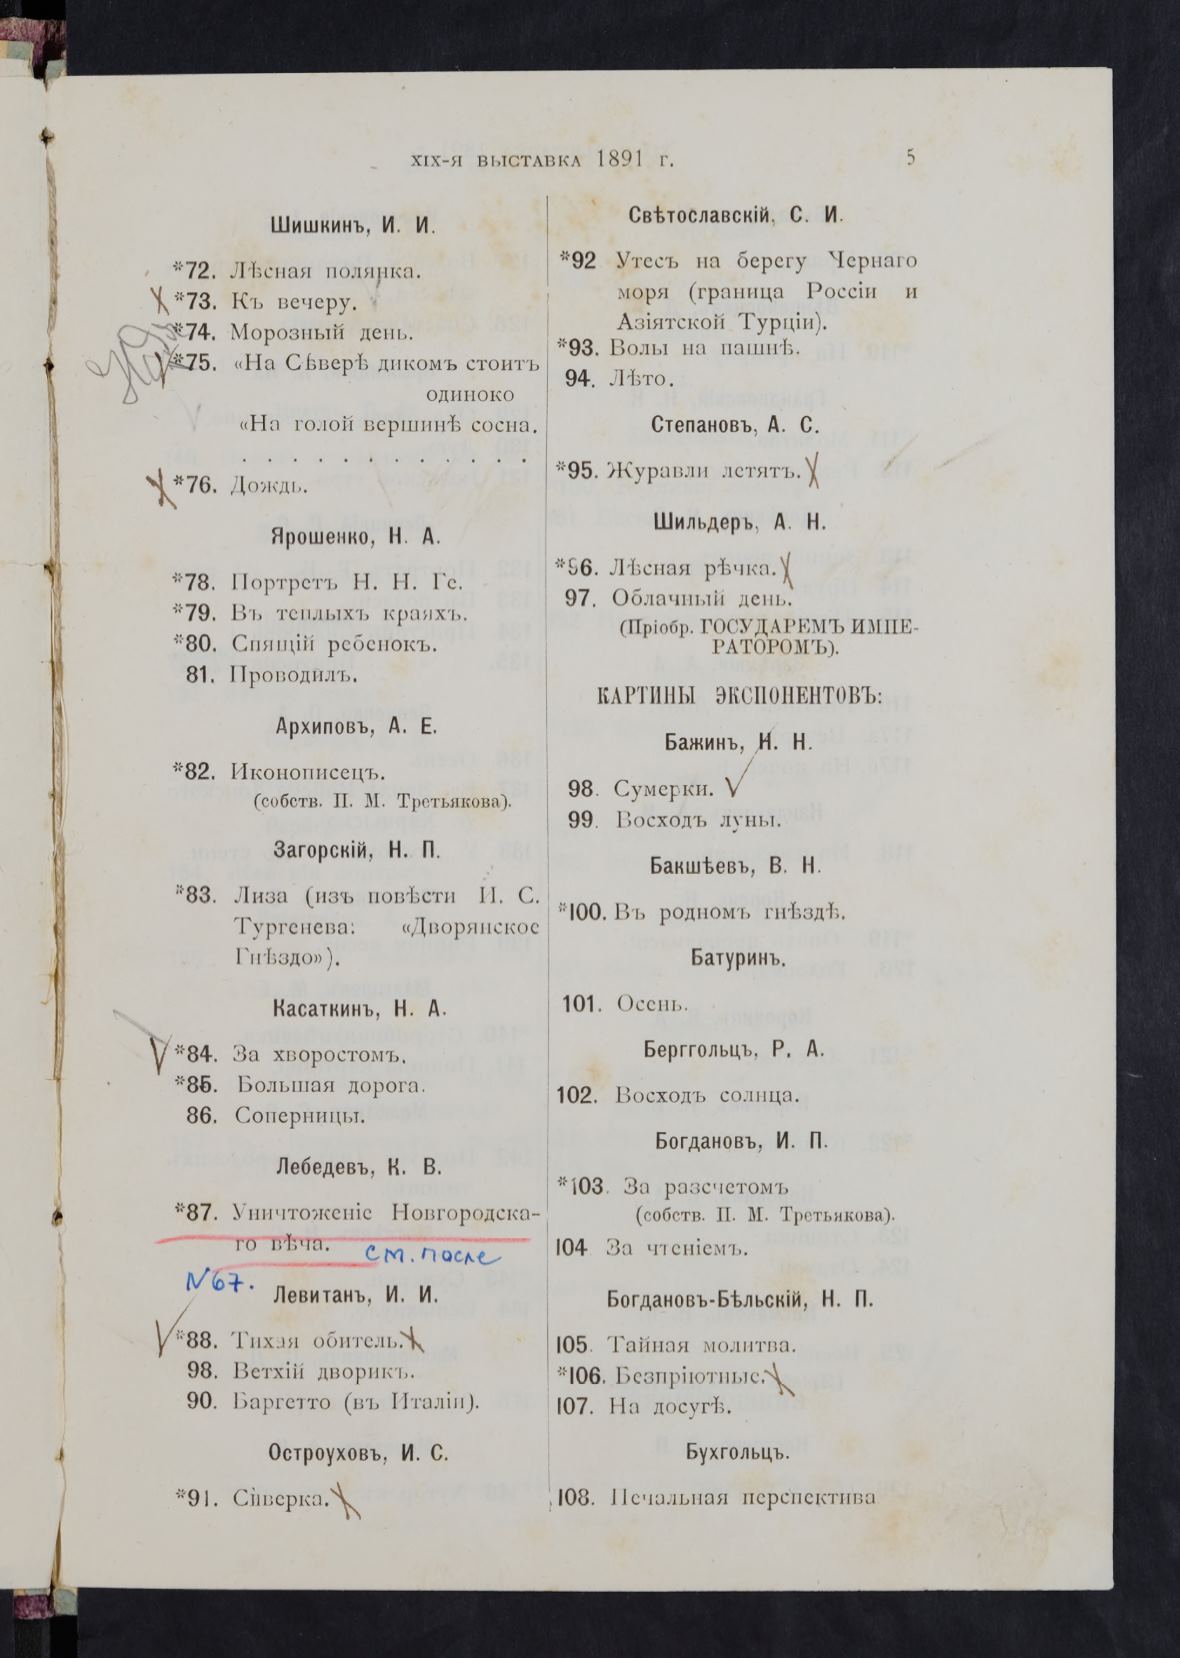 XIX-Я ВЫСТАВКА 1891 г.
5
Шишкинъ, И. И.
*72. Лѣсная полянка.
*73. Къ вечеру.
*74. Морозный день.
*75. «На Сѣверѣ дикомъ стоитъ
одиноко
«На голой вершинѣ сосна.
. . . . . . . . . . . .
*76. Дождь.
Ярошенко, Н. А.
*78. Портретъ Н. Н. Ге.
*79. Въ теплыхъ краяхъ.
*80. Спящій ребенокъ.
81. Проводилъ.
Архиповъ, А. Е.
*82. Иконописецъ.
(собств. П. М. Третьякова).
Загорскій, Н. П.
*83. Лиза (изъ повѣсти И. С.
Тургенева: «Дворянское
Гнѣздо»).
Касаткинъ, Н. А.
*84. За хворостомъ.
*85. Большая дорога.
86. Соперницы.
Лебедевъ, К. В.
*87. Уничтоженіе Новгородска-
го вѣча.
см. после
№67.
Левитанъ, И. И.
*88. Тихая обитель.
98. Ветхій дворикъ.
90. Баргетто (въ Италіи).
Остроуховъ, И. С.
*91. Сиверка.
Свѣтославскій, С. И.
*92 Утесъ на берегу Чернаго
моря (граница Россіи и
Азіятской Турціи).
*93. Волы на пашнѣ.
94. Лѣто.
Степановъ, А. С.
*95. Журавли летятъ.
Шильдеръ, А. Н.
*96. Лѣсная рѣчка.
97. Облачный день.
(Пріобр. ГОСУДАРЕМЪ ИМПЕ-
РАТОРОМЪ).
КАРТИНЫ ЭКСПОНЕНТОВЪ:
Бажинъ, Н. Н.
98. Сумерки.
99. Восходъ луны.
Бакшѣевъ, В. Н.
*100. Въ родномъ гнѣздѣ.
Батуринъ.
101. Осень.
Берггольцъ, Р. А.
102. Восходъ солнца.
Богдановъ, И. П.
*103. За разсчетомъ
(собств. П. М. Третьякова).
104 За чтеніемъ.
Богдановъ-Бѣльскій, Н. П.
105. Тайная молитва.
*106. Безпріютные.
107. На досугѣ.
Бухгольцъ.
108. Печальная перспектива